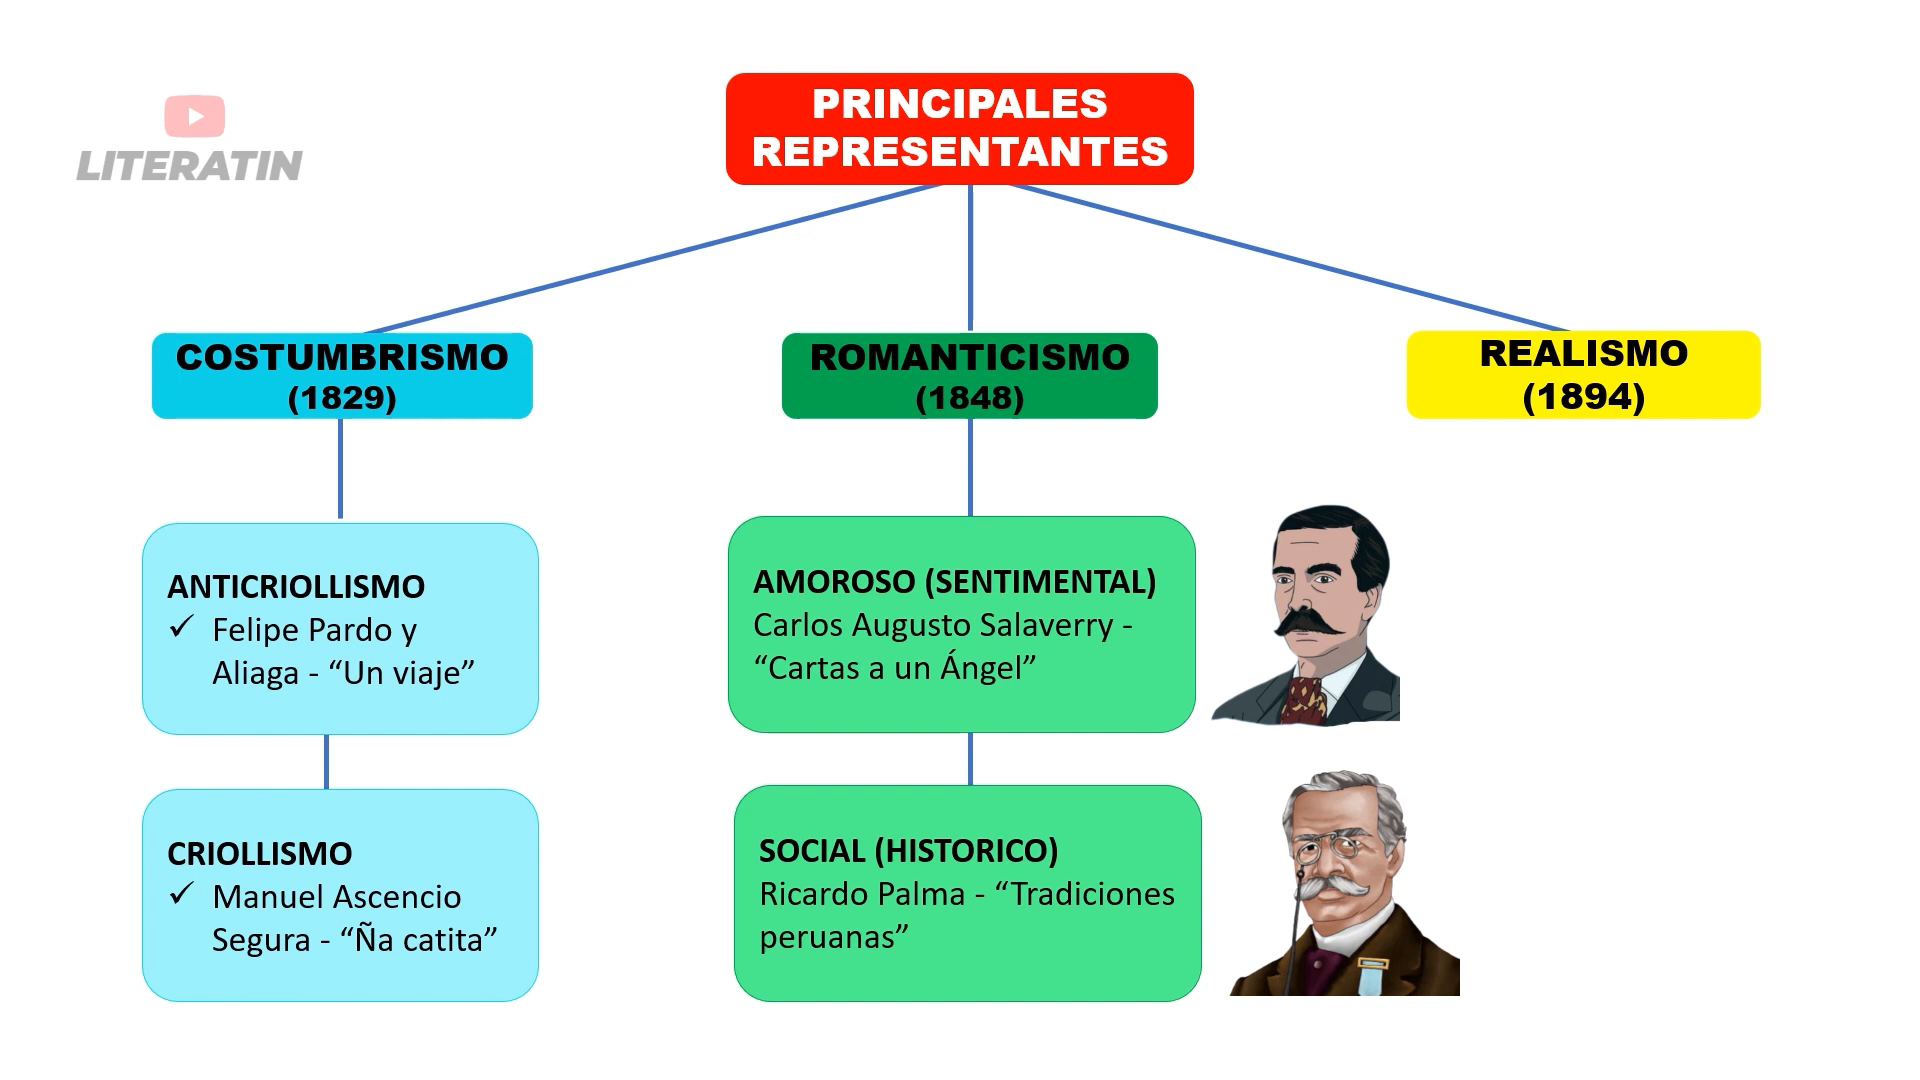 LITERATIN
PRINCIPALES
REPRESENTANTES
COSTUMBRISMO
(1829)
ROMANTICISMO
(1848)
REALISMO
(1894)
ANTICRIOLLISMO
✓ Felipe Pardo y
Aliaga - “Un viaje”
CRIOLLISMO
✓ Manuel Ascencio
Segura - “Ña catita”
AMOROSO (SENTIMENTAL)
Carlos Augusto Salaverry -
“Cartas a un Ángel”
SOCIAL (HISTORICO)
Ricardo Palma - “Tradiciones
peruanas”